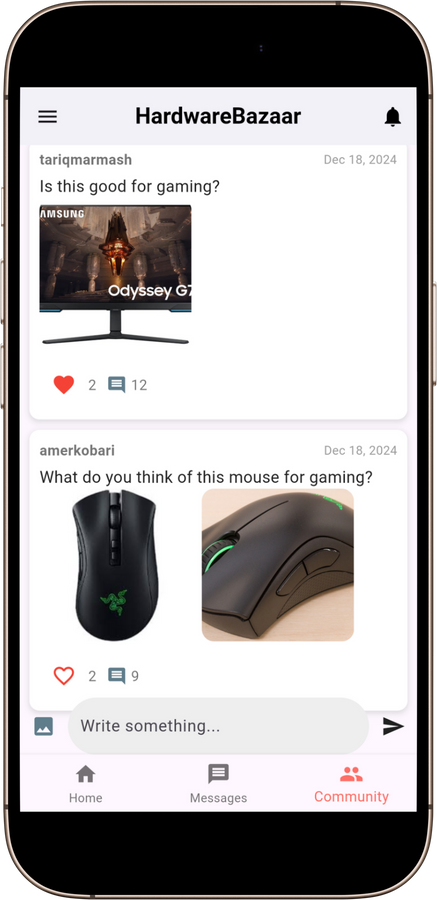 HardwareBazaar
tariqmarmash Dec 18, 2024
Is this good for gaming?
SAMSUNG
Odyssey G7
2 12
amerkobari Dec 18, 2024
What do you think of this mouse for gaming?
2 9
Write something...
Home Messages Community